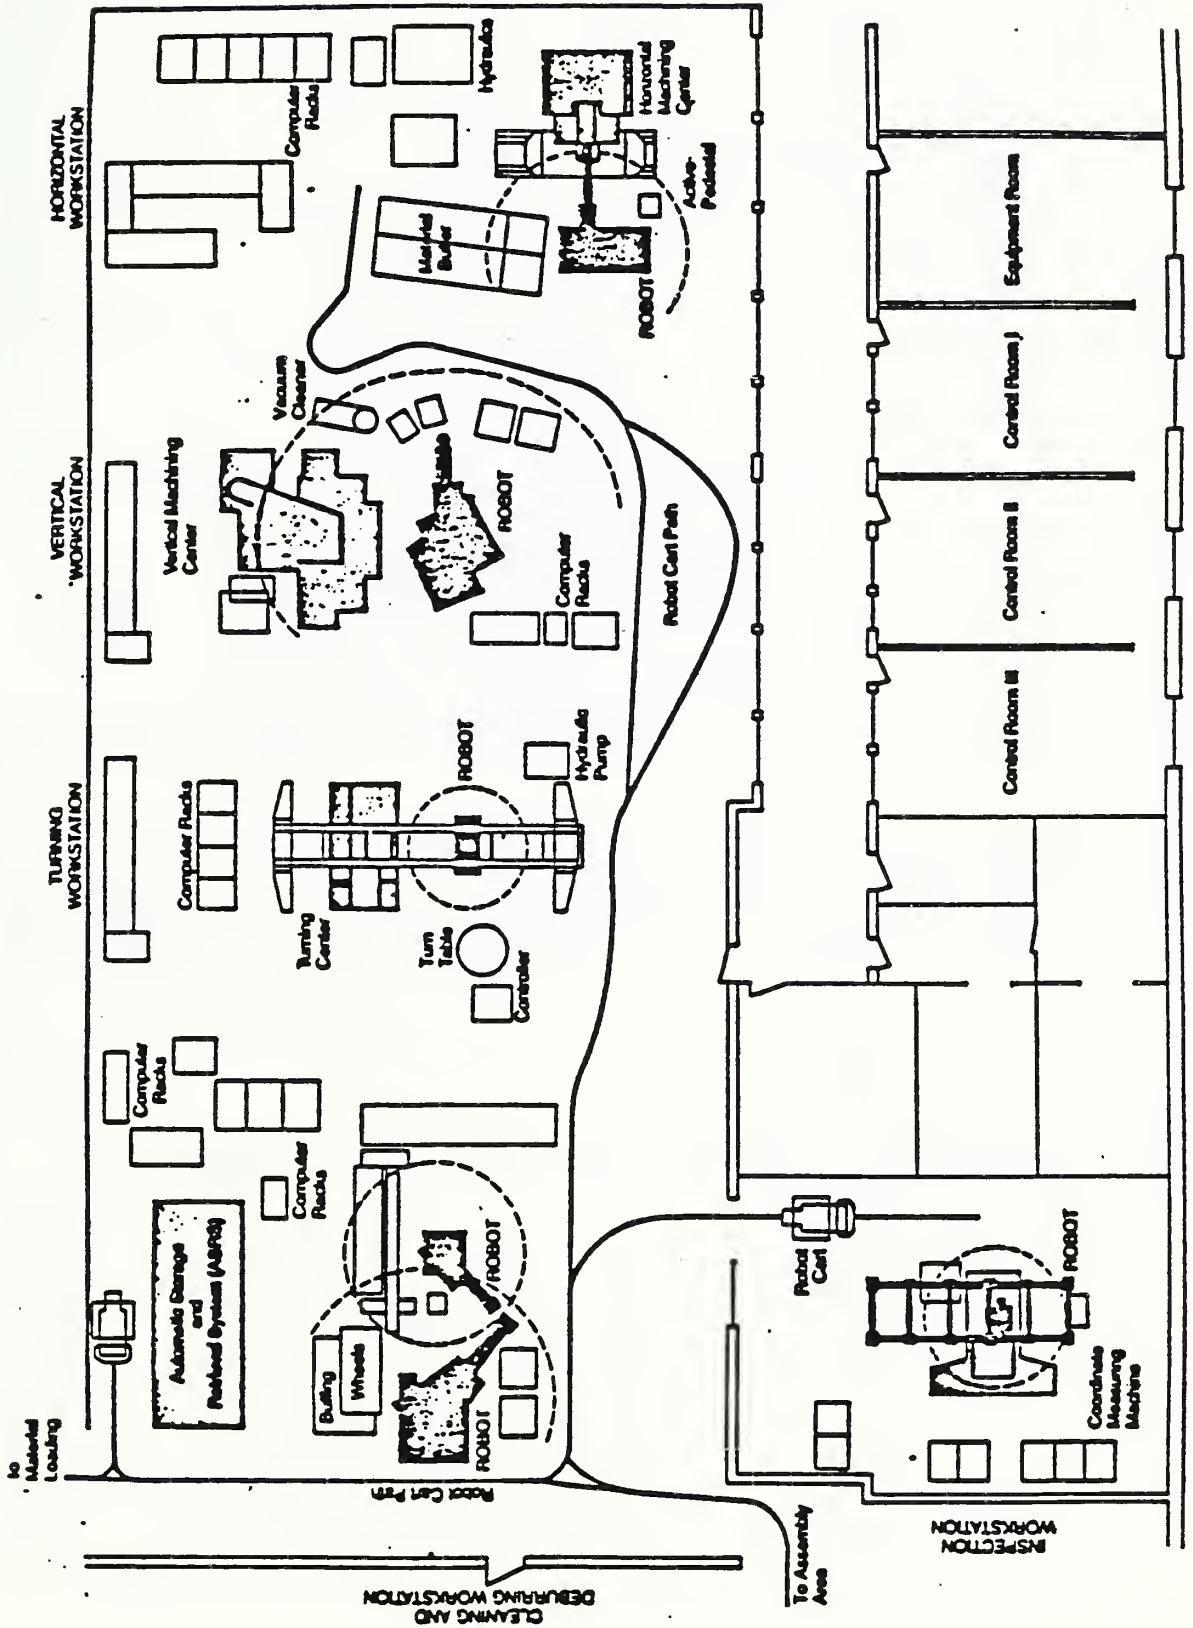 HORIZONTAL
WORKSTATION
Computer
Racks
Hydraulics
Horizontal
Machining
Center
Material
Buffer
Active-
Pedestal
ROBOT
VERTICAL
WORKSTATION
Vacuum
Cleaner
Vertical Machining
Center
ROBOT
Computer
Racks
Robot Cart Path
TURNING
WORKSTATION
Computer Racks
ROBOT
Hydraulic
Pump
Turning
Center
Turn
Table
Controller
Computer
Racks
Computer
Racks
Automatic Storage
and
Retrieval System (ASRS)
To
Material
Loading
Buffing
Wheels
ROBOT
ROBOT
Robot Cart Path
CLEANING AND
DEBURRING WORKSTATION
To Assembly
Area
Robot
Cart
ROBOT
Coordinate
Measuring
Machine
INSPECTION
WORKSTATION
Equipment Room
Control Room I
Control Room II
Control Room III